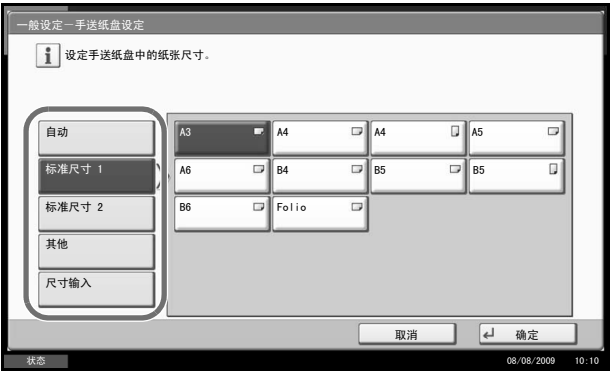 一般设定－手送纸盘设定
设定手送纸盘中的纸张尺寸。
自动
标准尺寸 1
标准尺寸 2
其他
尺寸输入
A3 A4 A4 A5
A6 B4 B5 B5
B6 Folio
取消 确定
状态 08/08/2009 10:10